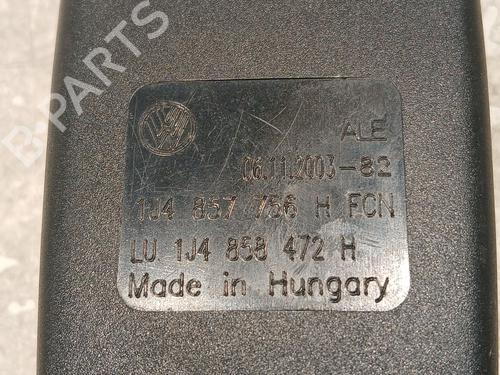 B-PARTS
ALE
06.11.2003-82
1J4 857 756 H FCN
LU 1J4 858 472 H
Made in Hungary